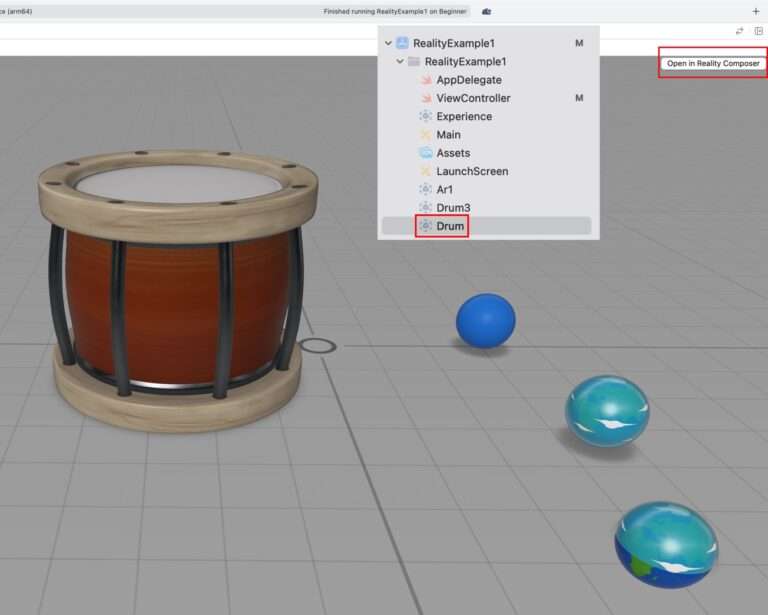 ce (arm64)
Finished running RealityExample1 on Beginner
Open in Reality Composer
RealityExample1 M
RealityExample1
AppDelegate
ViewController M
Experience
Main
Assets
LaunchScreen
Ar1
Drum3
Drum